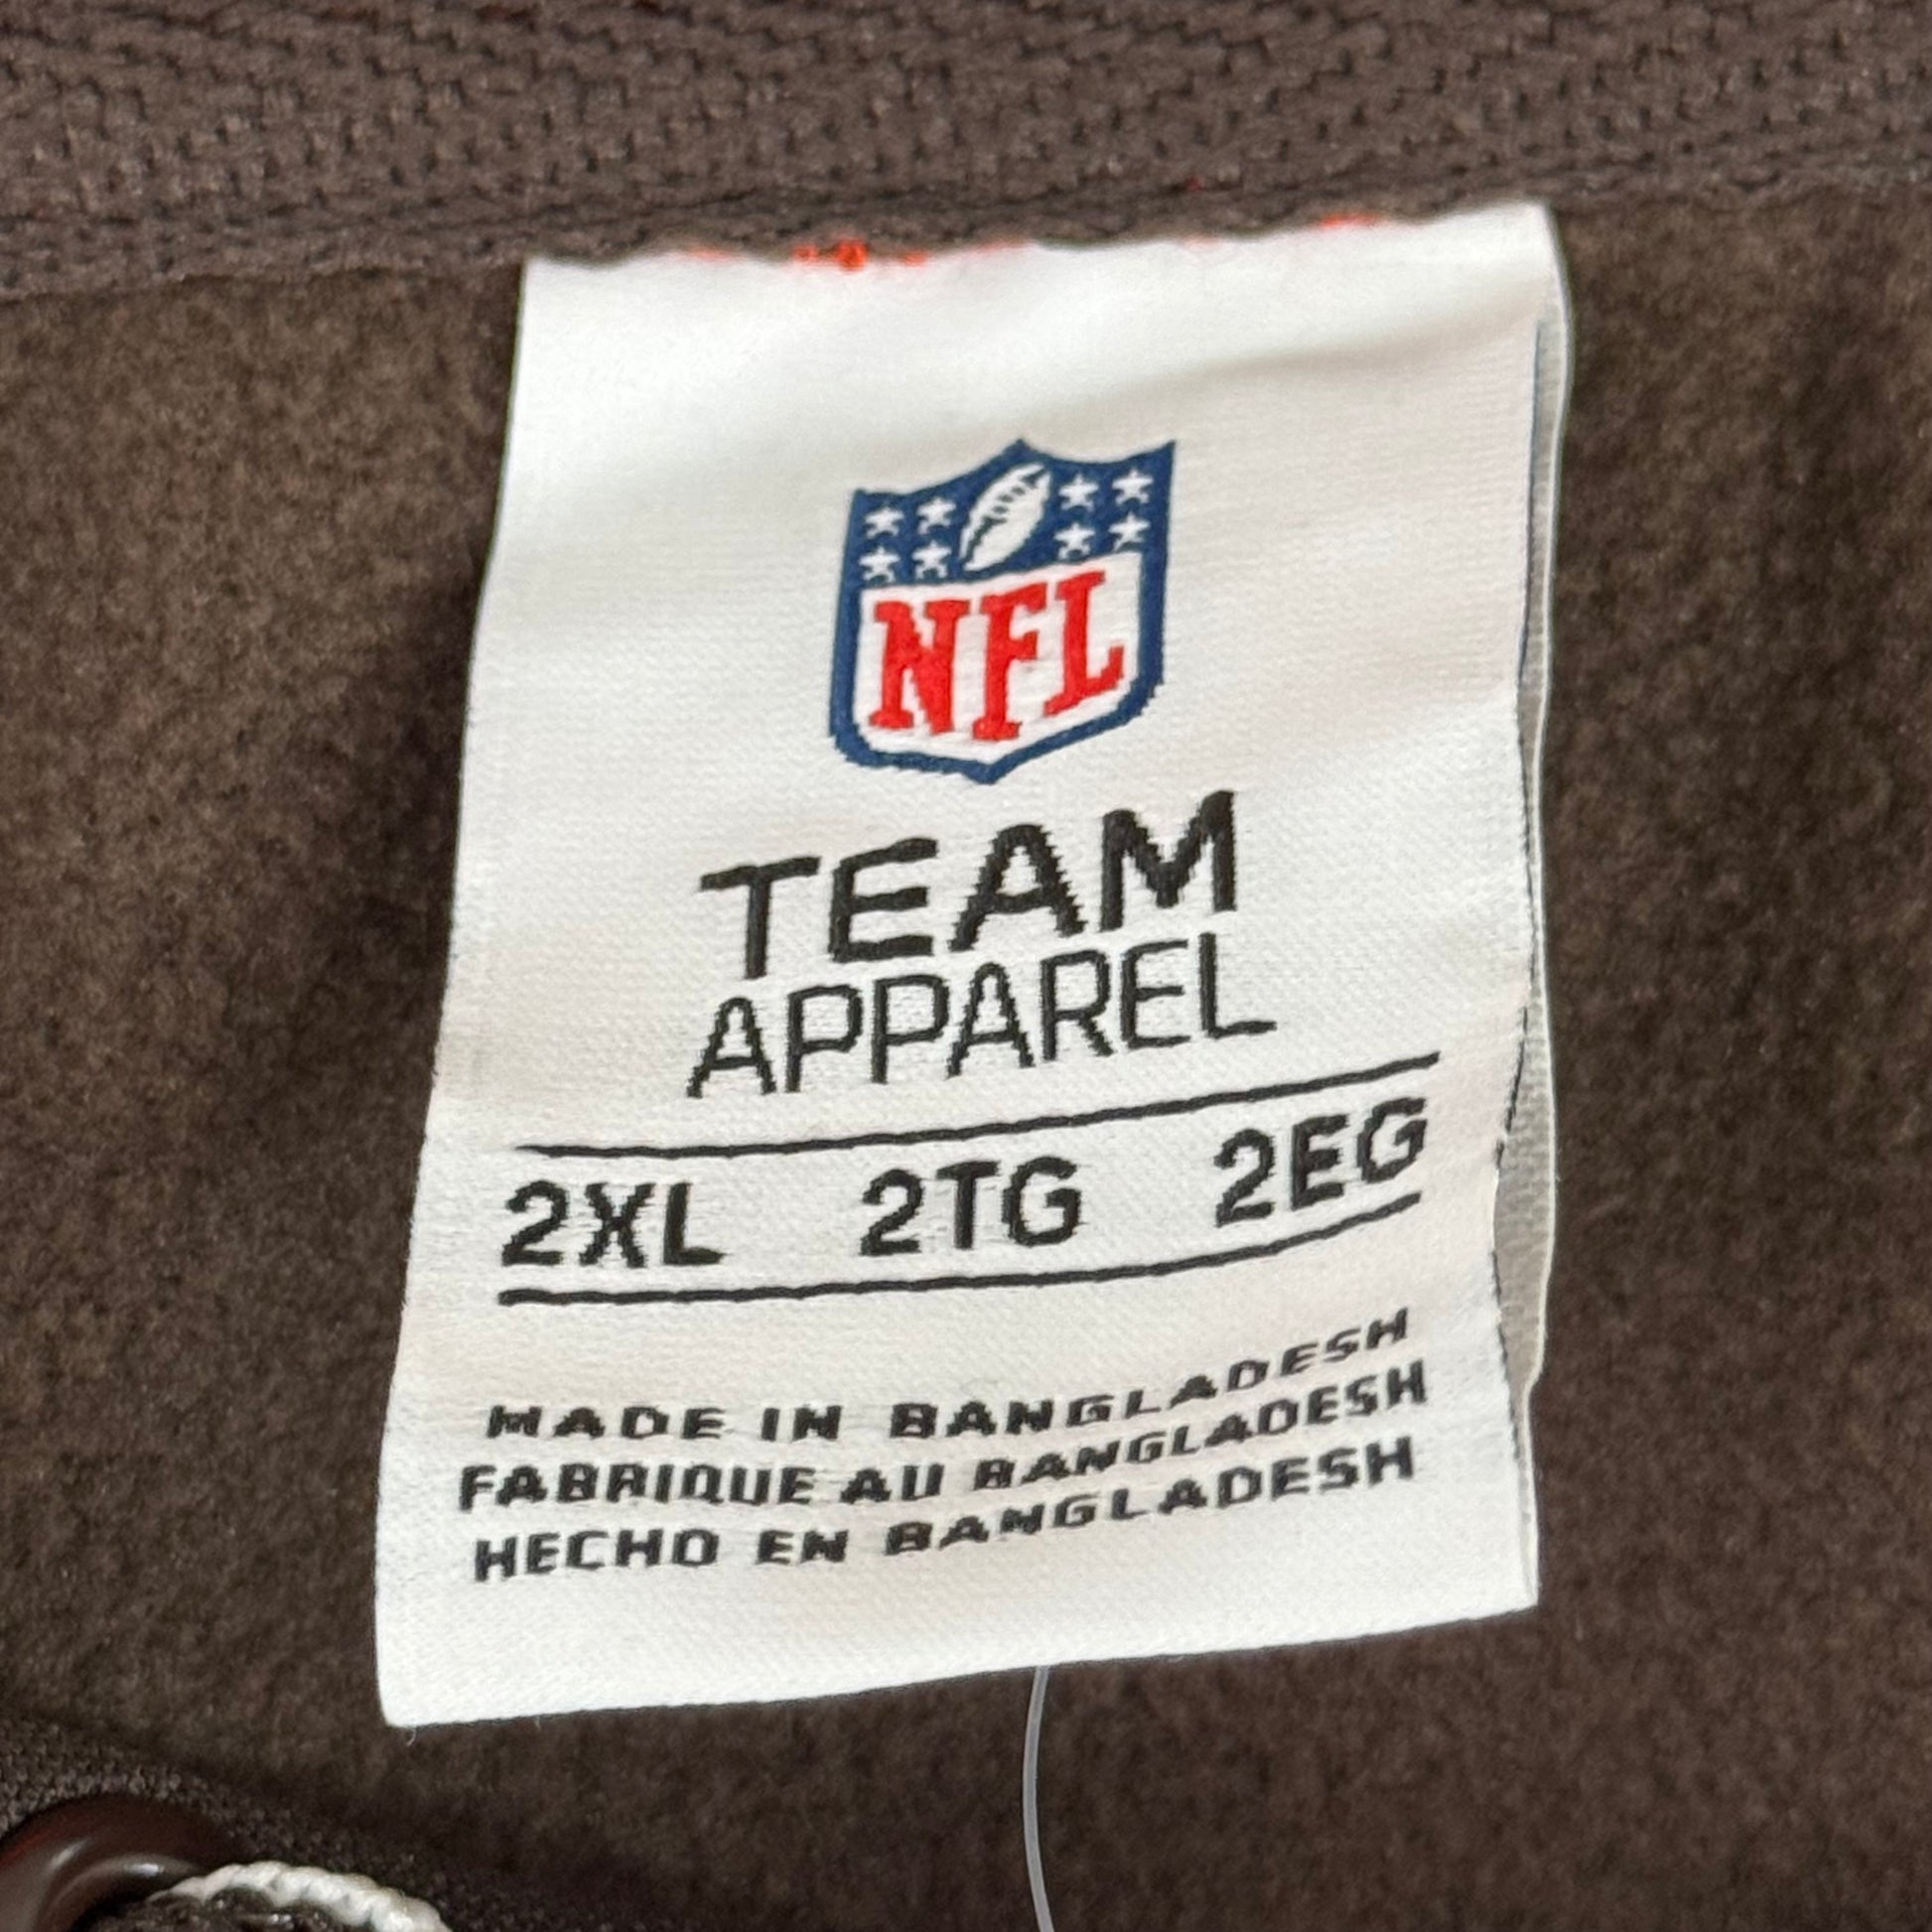 NFL
TEAM
APPAREL
2XL 2TG 2EG
MADE IN BANGLADESH
FABRIQUE AU BANGLADESH
HECHO EN BANGLADESH